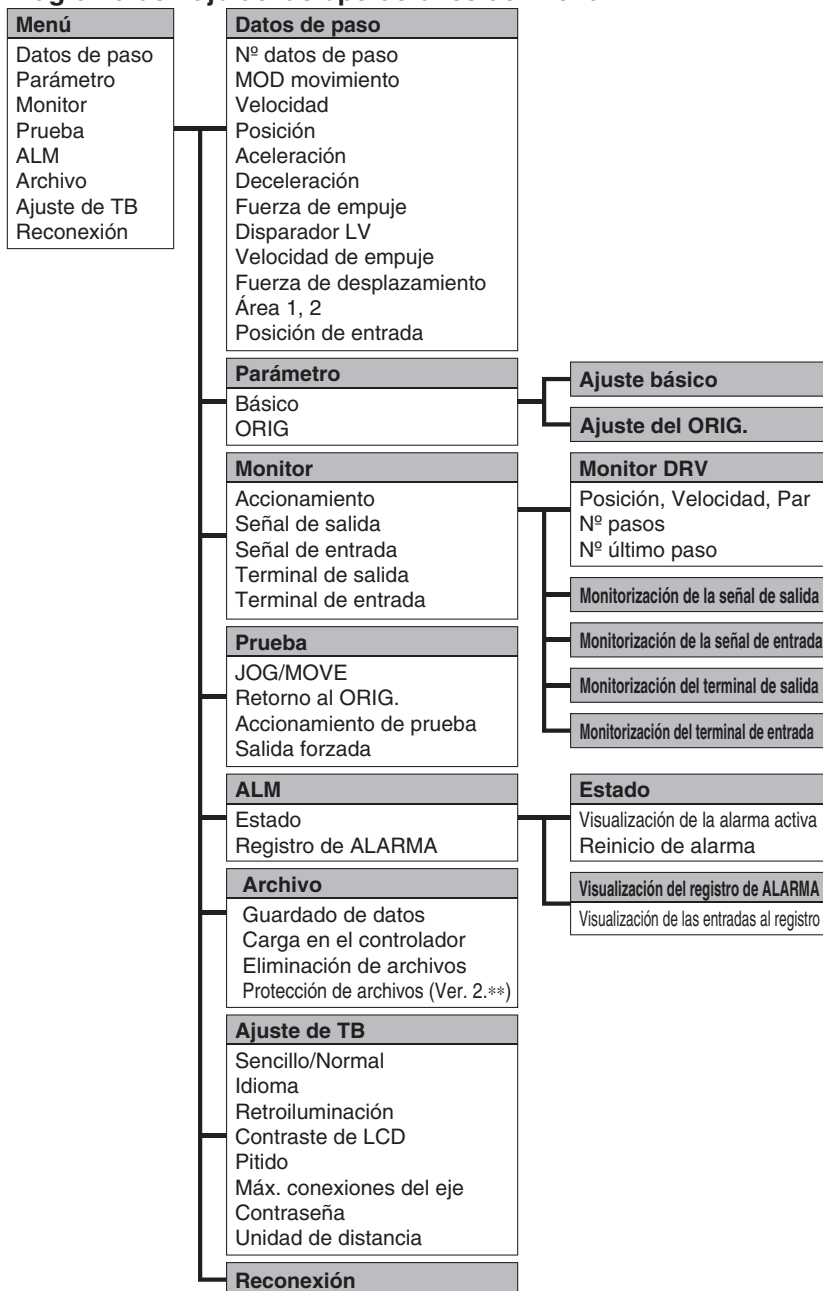 Menú
Datos de paso
Parámetro
Monitor
Prueba
ALM
Archivo
Ajuste de TB
Reconexión
Datos de paso
Nº datos de paso
MOD movimiento
Velocidad
Posición
Aceleración
Deceleración
Fuerza de empuje
Disparador LV
Velocidad de empuje
Fuerza de desplazamiento
Área 1, 2
Posición de entrada
Parámetro
Básico
ORIG
Ajuste básico
Ajuste del ORIG.
Monitor
Accionamiento
Señal de salida
Señal de entrada
Terminal de salida
Terminal de entrada
Monitor DRV
Posición, Velocidad, Par
Nº pasos
Nº último paso
Monitorización de la señal de salida
Monitorización de la señal de entrada
Monitorización del terminal de salida
Monitorización del terminal de entrada
Prueba
JOG/MOVE
Retorno al ORIG.
Accionamiento de prueba
Salida forzada
ALM
Estado
Registro de ALARMA
Estado
Visualización de la alarma activa
Reinicio de alarma
Visualización del registro de ALARMA
Visualización de las entradas al registro
Archivo
Guardado de datos
Carga en el controlador
Eliminación de archivos
Protección de archivos (Ver. 2.**)
Ajuste de TB
Sencillo/Normal
Idioma
Retroiluminación
Contraste de LCD
Pitido
Máx. conexiones del eje
Contraseña
Unidad de distancia
Reconexión